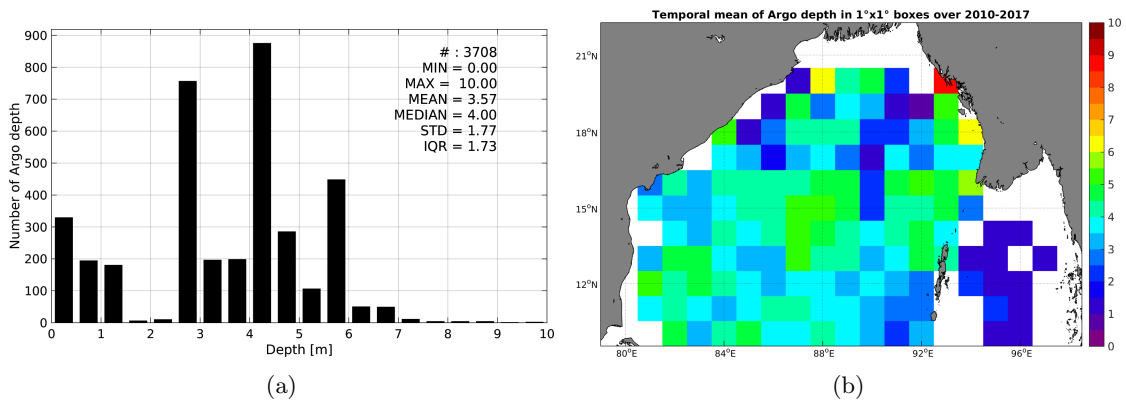 Temporal mean of Argo depth in 1°x1° boxes over 2010-2017
900
800
700
600
500
400
300
200
100
0
Number of Argo depth
# : 3708
MIN = 0.00
MAX = 10.00
MEAN = 3.57
MEDIAN = 4.00
STD = 1.77
IQR = 1.73
0 1 2 3 4 5 6 7 8 9 10
Depth [m]
(a)
21°N
18°N
15°N
12°N
80°E 84°E 88°E 92°E 96°E
10
9
8
7
6
5
4
3
2
1
0
(b)